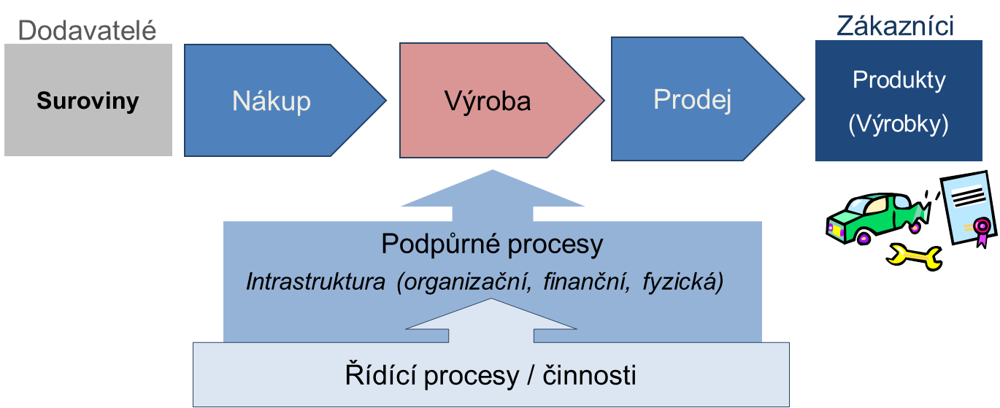 Dodavatelé
Zákazníci
Suroviny
Nákup
Výroba
Prodej
Produkty
(Výrobky)
Podpůrné procesy
Intrastruktura (organizační, finanční, fyzická)
Řídící procesy / činnosti